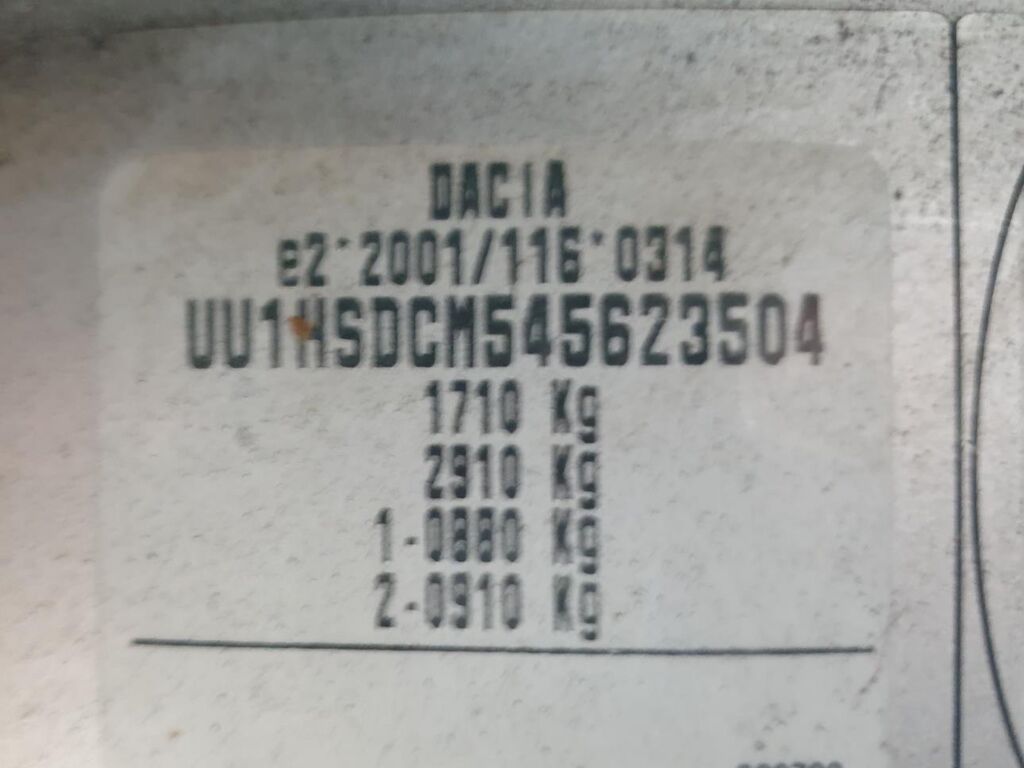 DACIA
e2*2001/116*0314
UU1HSDCM545623504
1710 Kg
2910 Kg
1-0880 Kg
2-0910 Kg